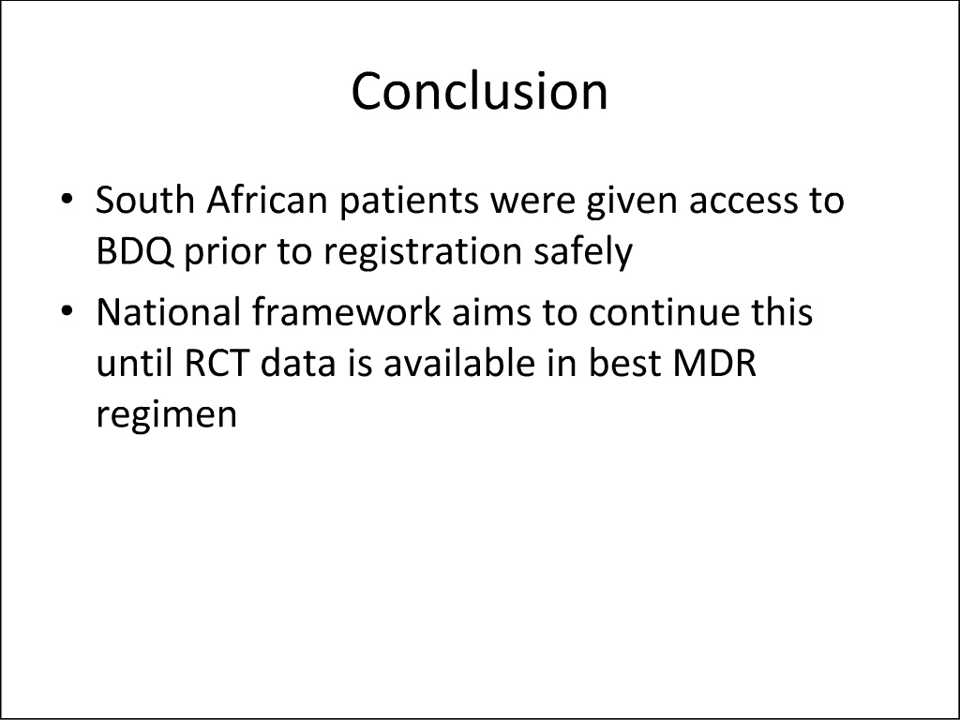 Conclusion
• South African patients were given access to
BDQ prior to registration safely
• National framework aims to continue this
until RCT data is available in best MDR
regimen